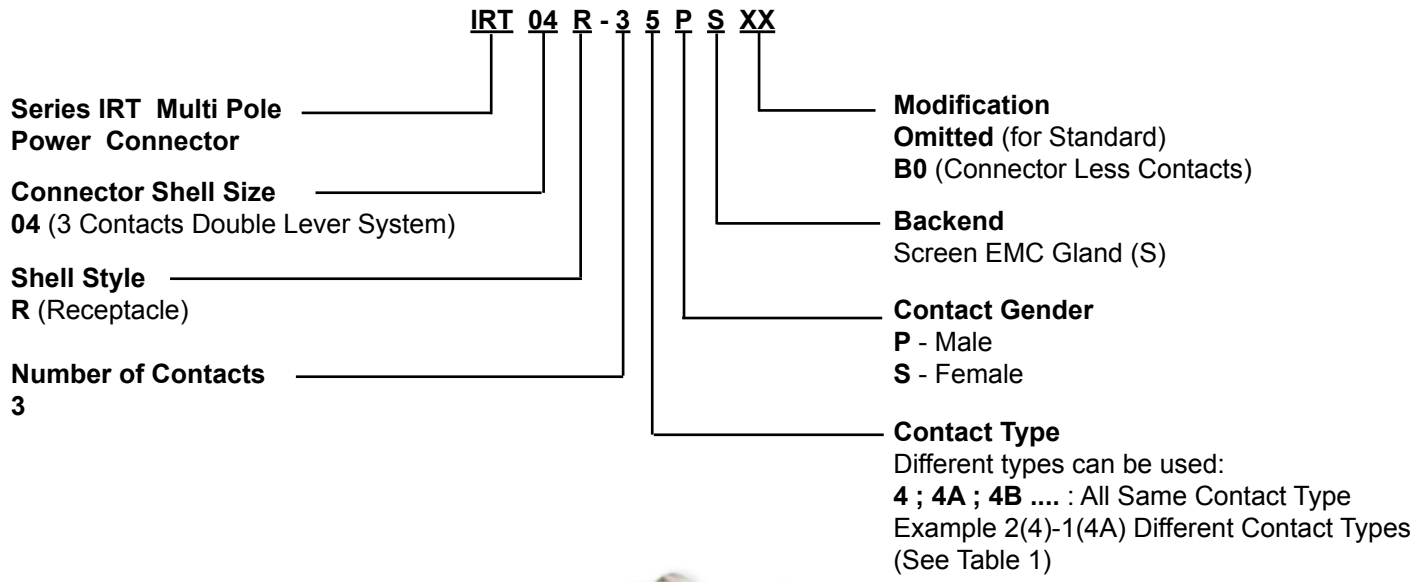 IRT 04 R - 3 5 P S XX
Series IRT Multi Pole
Power Connector
Connector Shell Size
04 (3 Contacts Double Lever System)
Shell Style
R (Receptacle)
Number of Contacts
3
Modification
Omitted (for Standard)
B0 (Connector Less Contacts)
Backend
Screen EMC Gland (S)
Contact Gender
P - Male
S - Female
Contact Type
Different types can be used:
4 ; 4A ; 4B .... : All Same Contact Type
Example 2(4)-1(4A) Different Contact Types
(See Table 1)